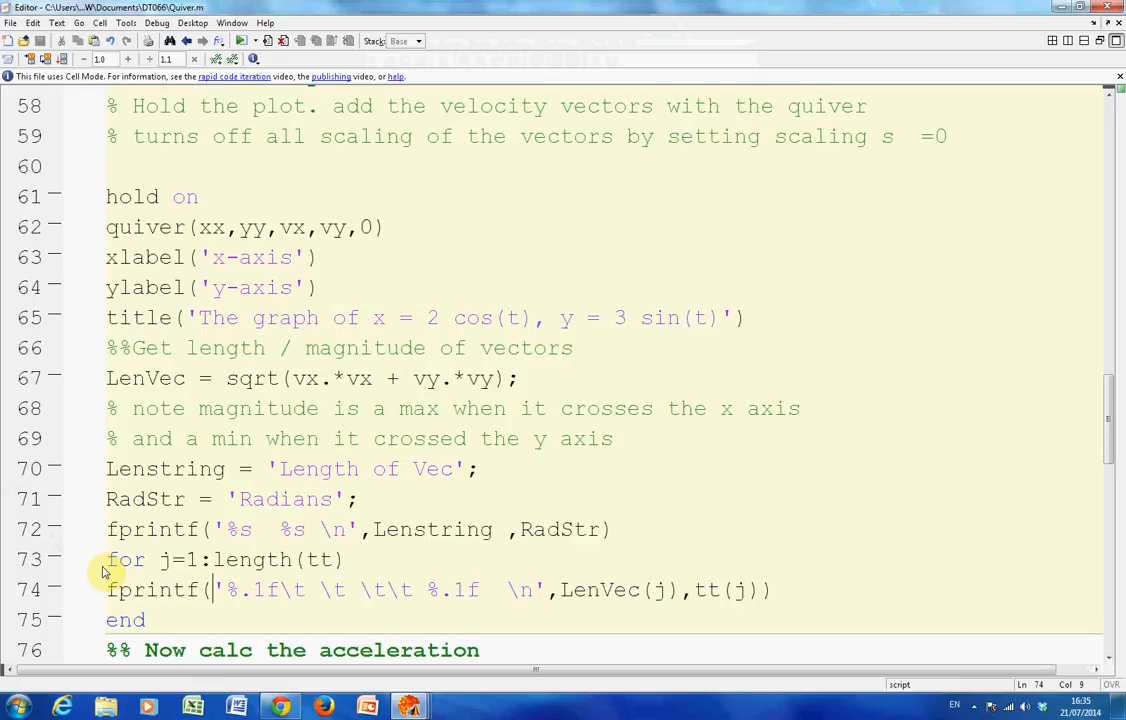 Editor - C:\Users\...W\Documents\DT066\Quiver.m
File Edit Text Go Cell Tools Debug Desktop Window Help
Stack: Base
- 1.0 + ÷ 1.1 ×
This file uses Cell Mode. For information, see the rapid code iteration video, the publishing video, or help.
58 % Hold the plot. add the velocity vectors with the quiver
59 % turns off all scaling of the vectors by setting scaling s  =0
60
61 hold on
62 quiver(xx,yy,vx,vy,0)
63 xlabel('x-axis')
64 ylabel('y-axis')
65 title('The graph of x = 2 cos(t), y = 3 sin(t)')
66 %%Get length / magnitude of vectors
67 LenVec = sqrt(vx.*vx + vy.*vy);
68 % note magnitude is a max when it crosses the x axis
69 % and a min when it crossed the y axis
70 Lenstring = 'Length of Vec';
71 RadStr = 'Radians';
72 fprintf('%s  %s \n',Lenstring ,RadStr)
73 for j=1:length(tt)
74 fprintf('%.1f\t \t \t\t %.1f  \n',LenVec(j),tt(j))
75 end
76 %% Now calc the acceleration
script Ln 74 Col 9 OVR
EN 16:35
21/07/2014